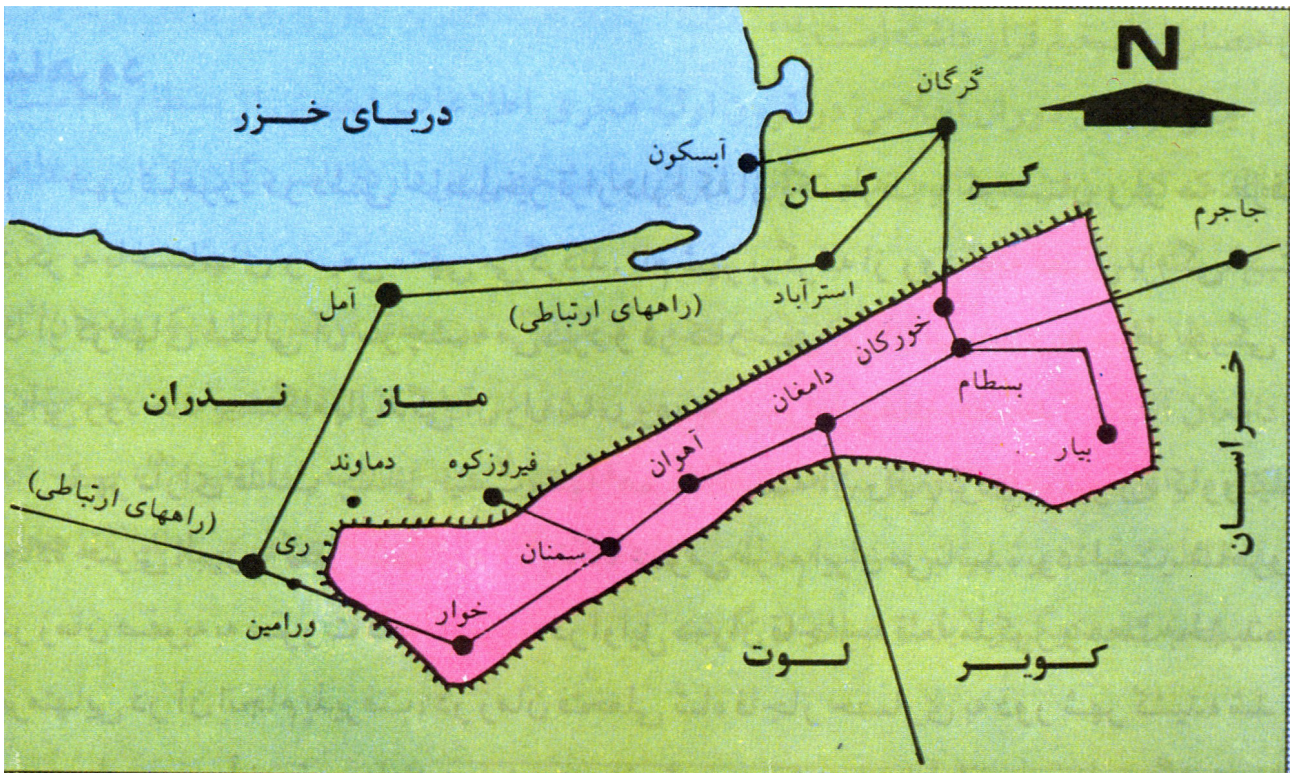 N
دریای خزر
گرگان
آبسکون
گرگان
جاجرم
استرآباد
آمل
(راههای ارتباطی)
خورکان
بسطام
دامغان
بیار
مازندران
آهوان
فیروزکوه
دماوند
خراسان
(راههای ارتباطی)
ری
سمنان
خوار
ورامین
کویر لوت